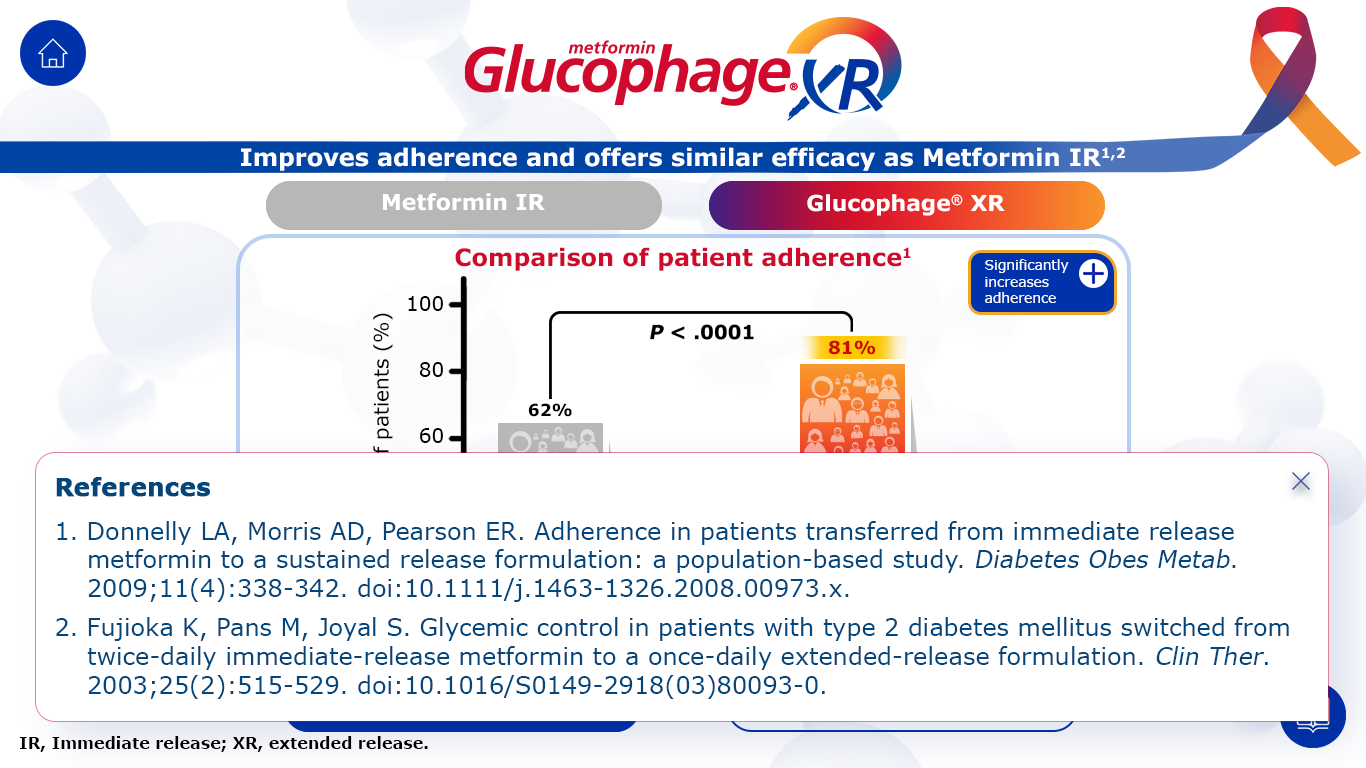 metformin
Glucophage® XR
Improves adherence and offers similar efficacy as Metformin IR1,2
Metformin IR
Glucophage® XR
Comparison of patient adherence1
Significantly
increases
adherence
100
P < .0001
81%
80
62%
60
patients (%)
References
1. Donnelly LA, Morris AD, Pearson ER. Adherence in patients transferred from immediate release
metformin to a sustained release formulation: a population-based study. Diabetes Obes Metab.
2009;11(4):338-342. doi:10.1111/j.1463-1326.2008.00973.x.
2. Fujioka K, Pans M, Joyal S. Glycemic control in patients with type 2 diabetes mellitus switched from
twice-daily immediate-release metformin to a once-daily extended-release formulation. Clin Ther.
2003;25(2):515-529. doi:10.1016/S0149-2918(03)80093-0.
IR, Immediate release; XR, extended release.